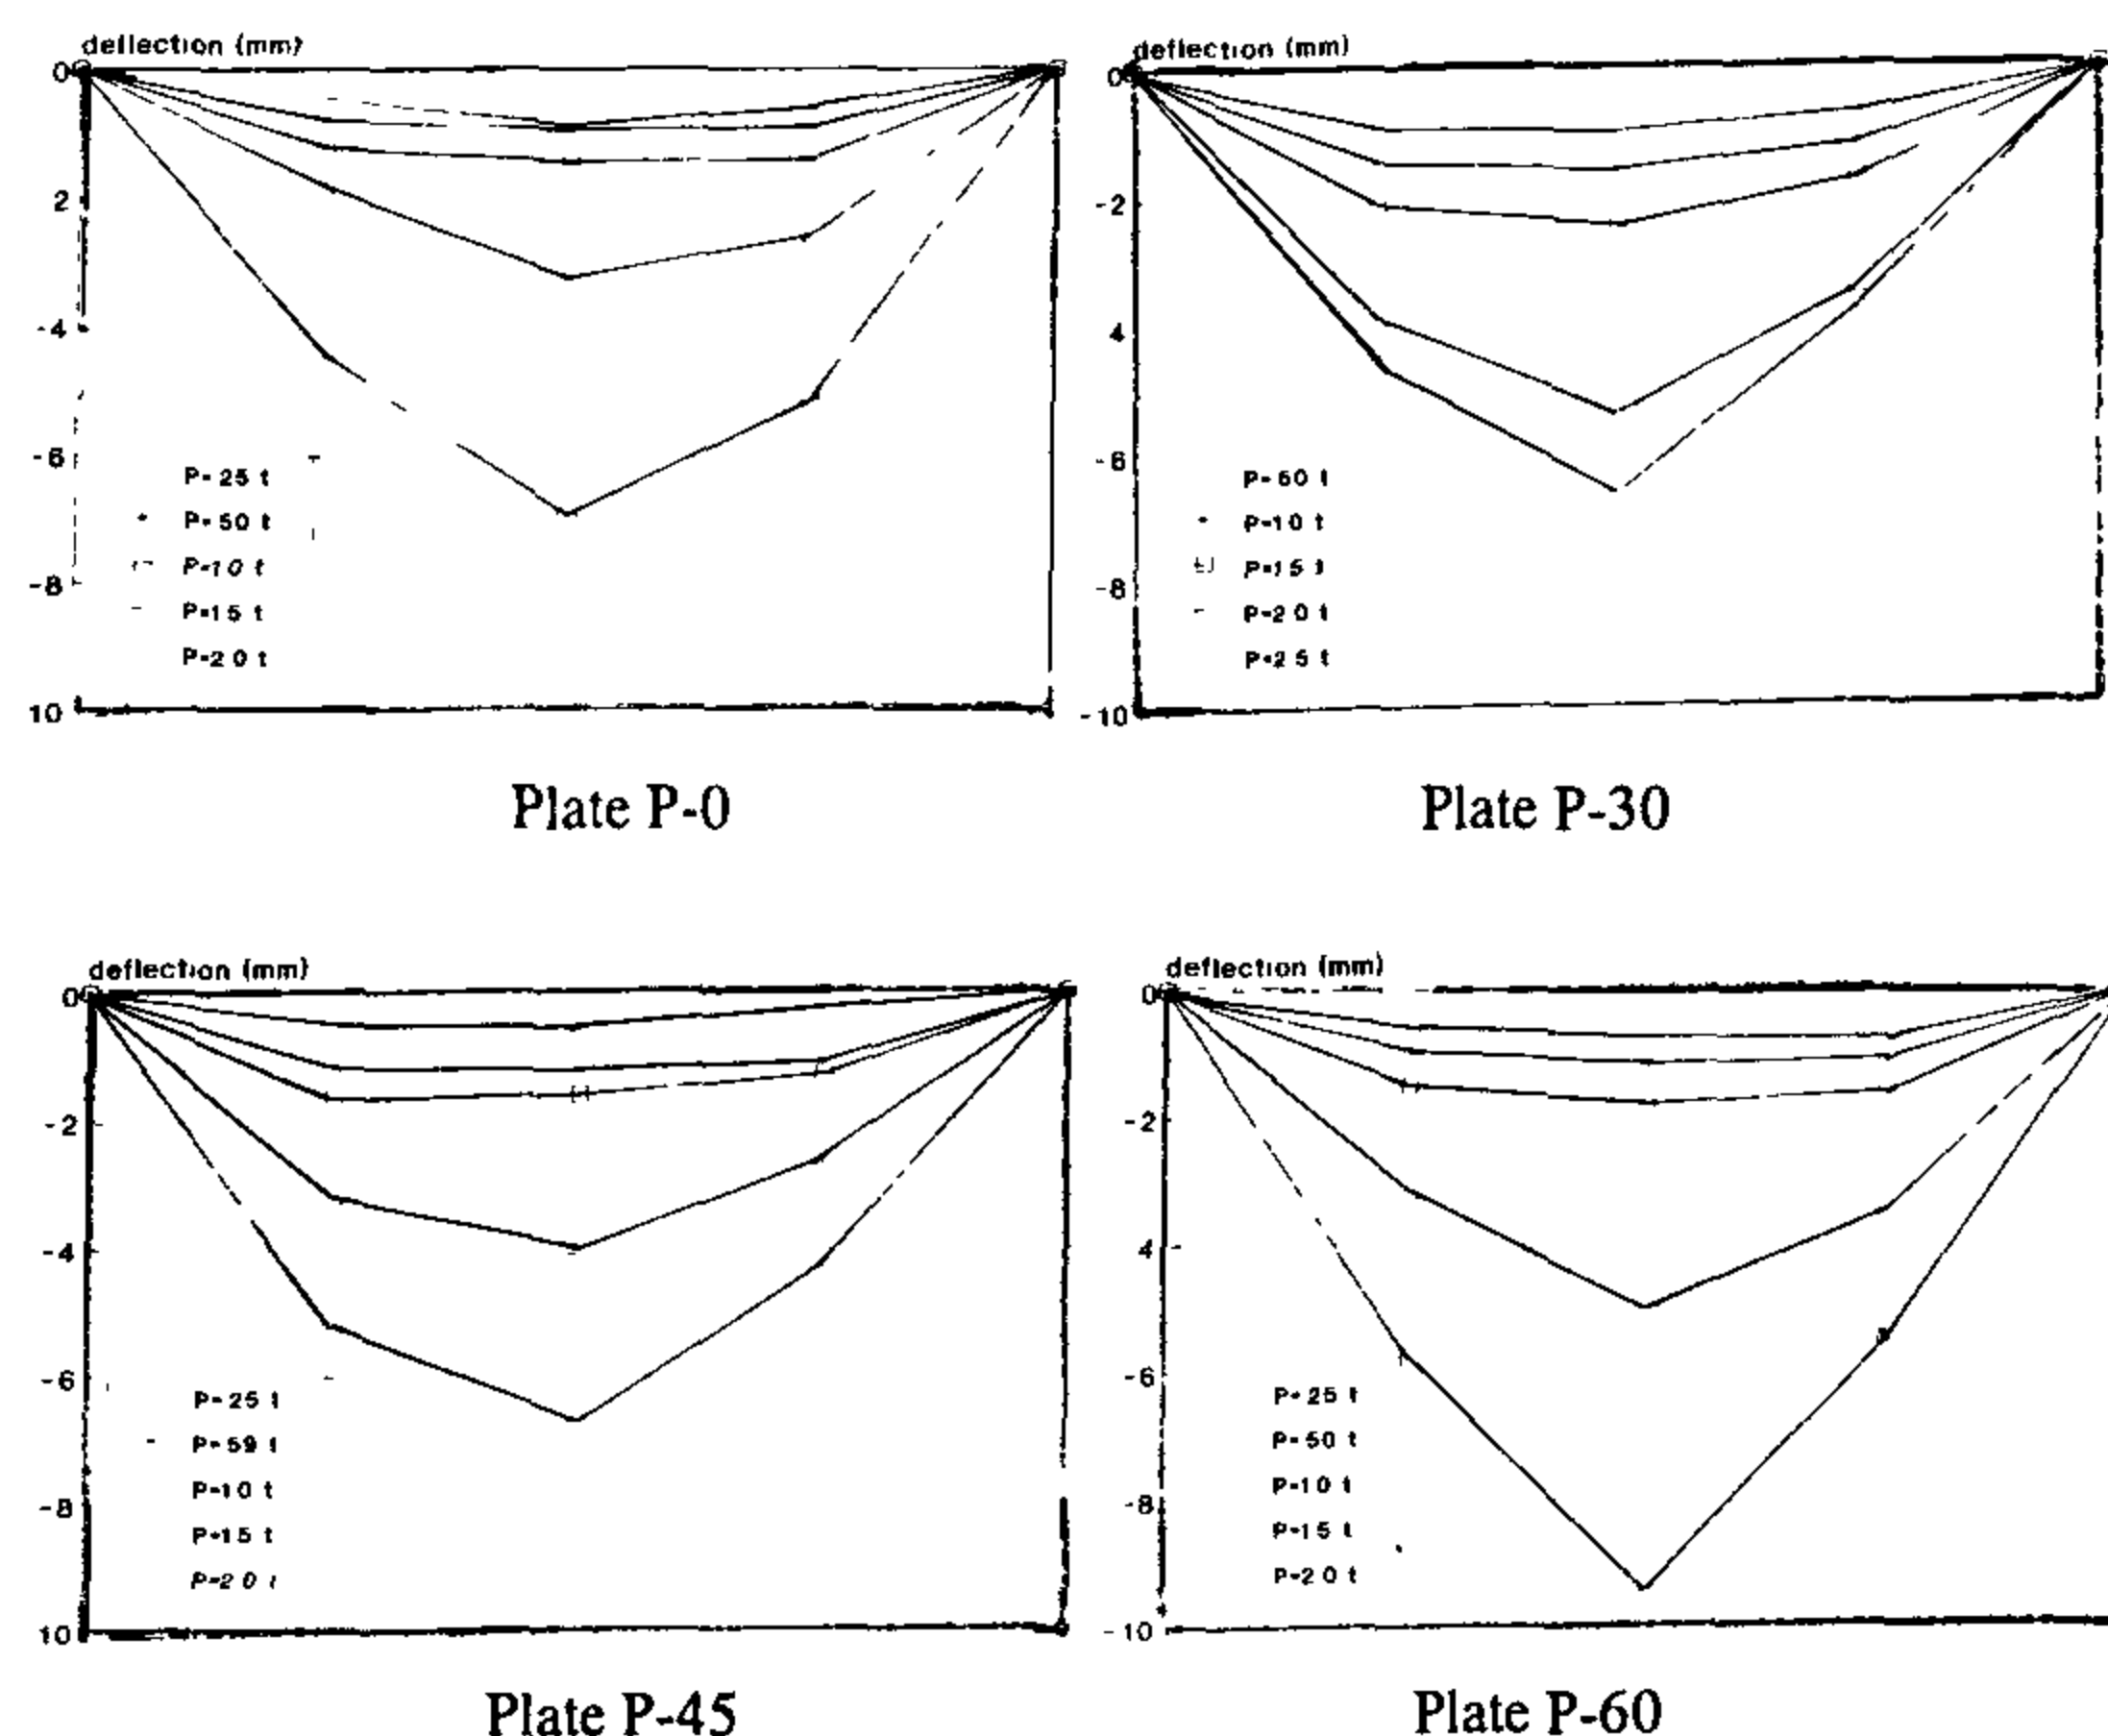 deflection (mm)
0
2
-4
-6
-8
10
P- 25 t
P- 50 t
P-10 t
P-15 t
P-20 t
Plate P-0
deflection (mm)
0
-2
4
-6
-8
-10
P- 50 t
P-10 t
P-15 t
P-20 t
P-25 t
Plate P-30
deflection (mm)
0
-2
-4
-6
-8
10
P- 25 t
P- 59 t
P-10 t
P-15 t
P-20 t
Plate P-45
deflection (mm)
0
-2
4
-6
-8
-10
P- 25 t
P- 50 t
P-10 t
P-15 t
P-20 t
Plate P-60